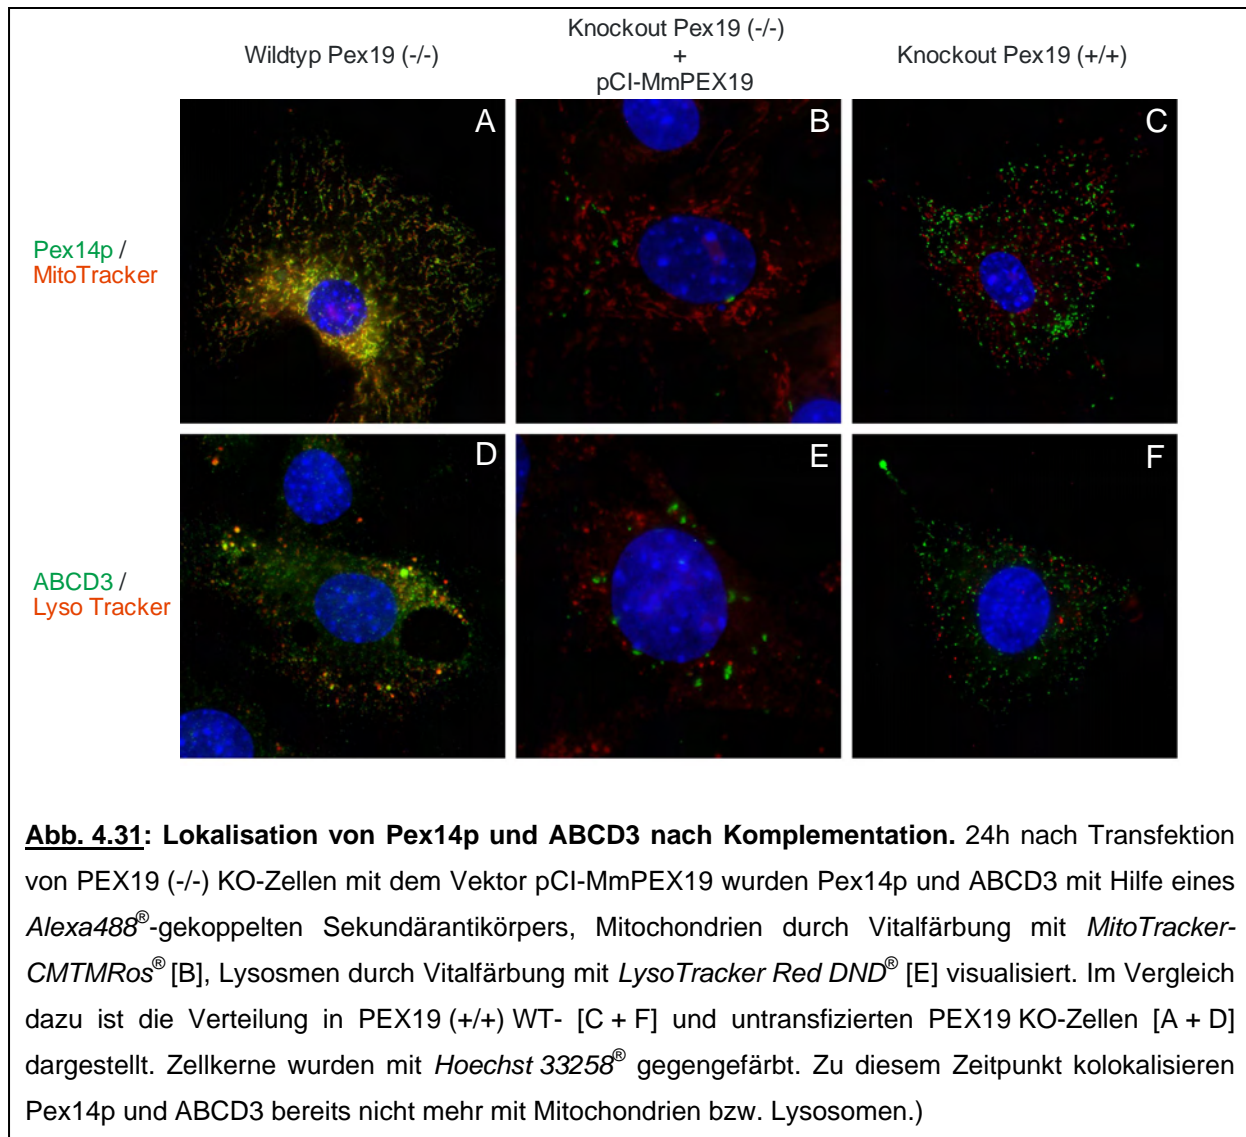 Wildtyp Pex19 (-/-)
Knockout Pex19 (-/-)
+
pCI-MmPEX19
Knockout Pex19 (+/+)
Pex14p /
MitoTracker
A
B
C
ABCD3 /
Lyso Tracker
D
E
F
Abb. 4.31: Lokalisation von Pex14p und ABCD3 nach Komplementation. 24h nach Transfektion
von PEX19 (-/-) KO-Zellen mit dem Vektor pCI-MmPEX19 wurden Pex14p und ABCD3 mit Hilfe eines
Alexa488®-gekoppelten Sekundärantikörpers, Mitochondrien durch Vitalfärbung mit MitoTracker-
CMTMRos® [B], Lysosmen durch Vitalfärbung mit LysoTracker Red DND® [E] visualisiert. Im Vergleich
dazu ist die Verteilung in PEX19 (+/+) WT- [C + F] und untransfizierten PEX19 KO-Zellen [A + D]
dargestellt. Zellkerne wurden mit Hoechst 33258® gegengefärbt. Zu diesem Zeitpunkt kolokalisieren
Pex14p und ABCD3 bereits nicht mehr mit Mitochondrien bzw. Lysosomen.)